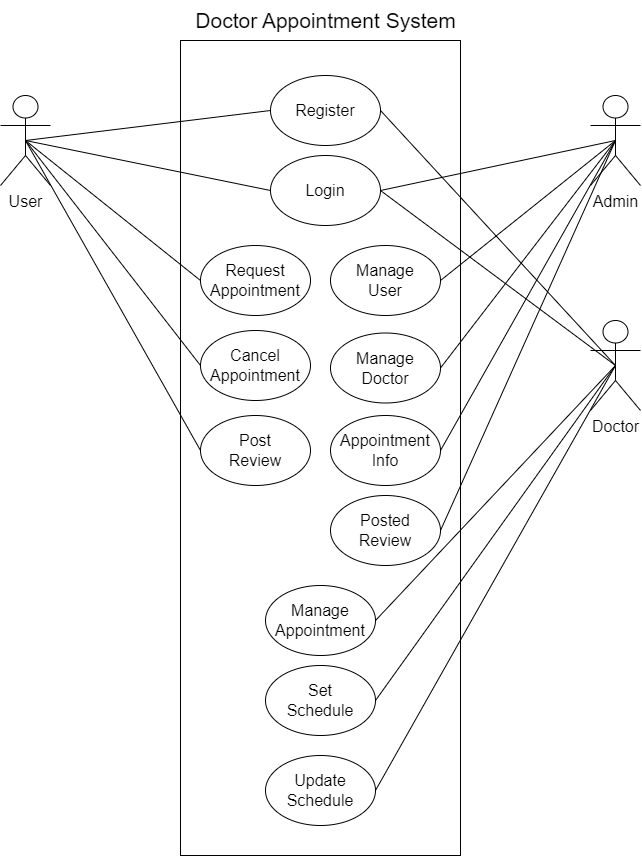 Doctor Appointment System
Register
Login
User
Admin
Request
Appointment
Manage
User
Cancel
Appointment
Manage
Doctor
Doctor
Post
Review
Appointment
Info
Posted
Review
Manage
Appointment
Set
Schedule
Update
Schedule